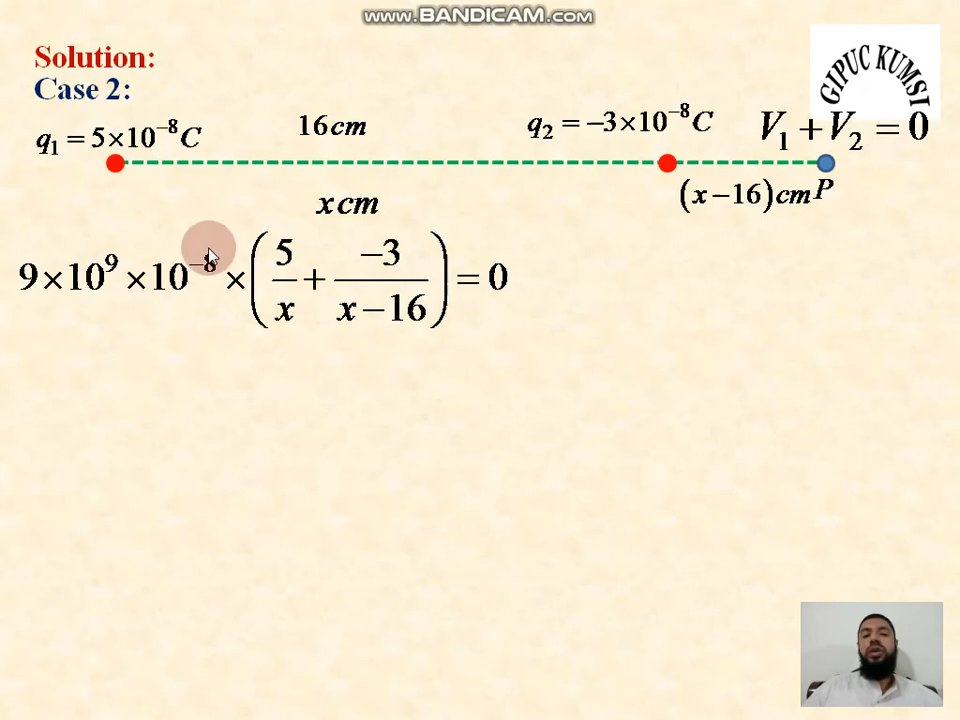 www.BANDICAM.com
Solution:
Case 2:
GIPUC KUMSI
q₁ = 5×10⁻⁸C
16cm
q₂ = −3×10⁻⁸C
V₁ + V₂ = 0
x cm
(x − 16)cm P
9×10⁹ ×10⁻⁸ ×(5/x + −3/x − 16) = 0